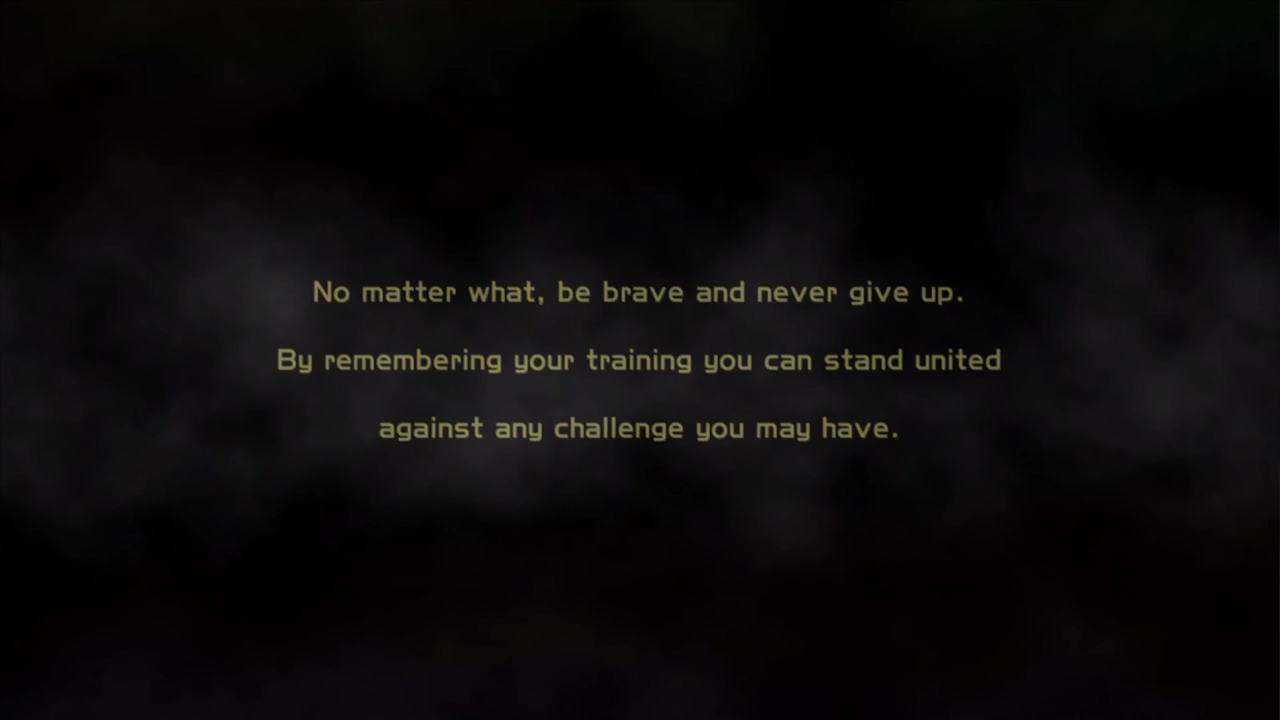 No matter what, be brave and never give up.
By remembering your training you can stand united
against any challenge you may have.